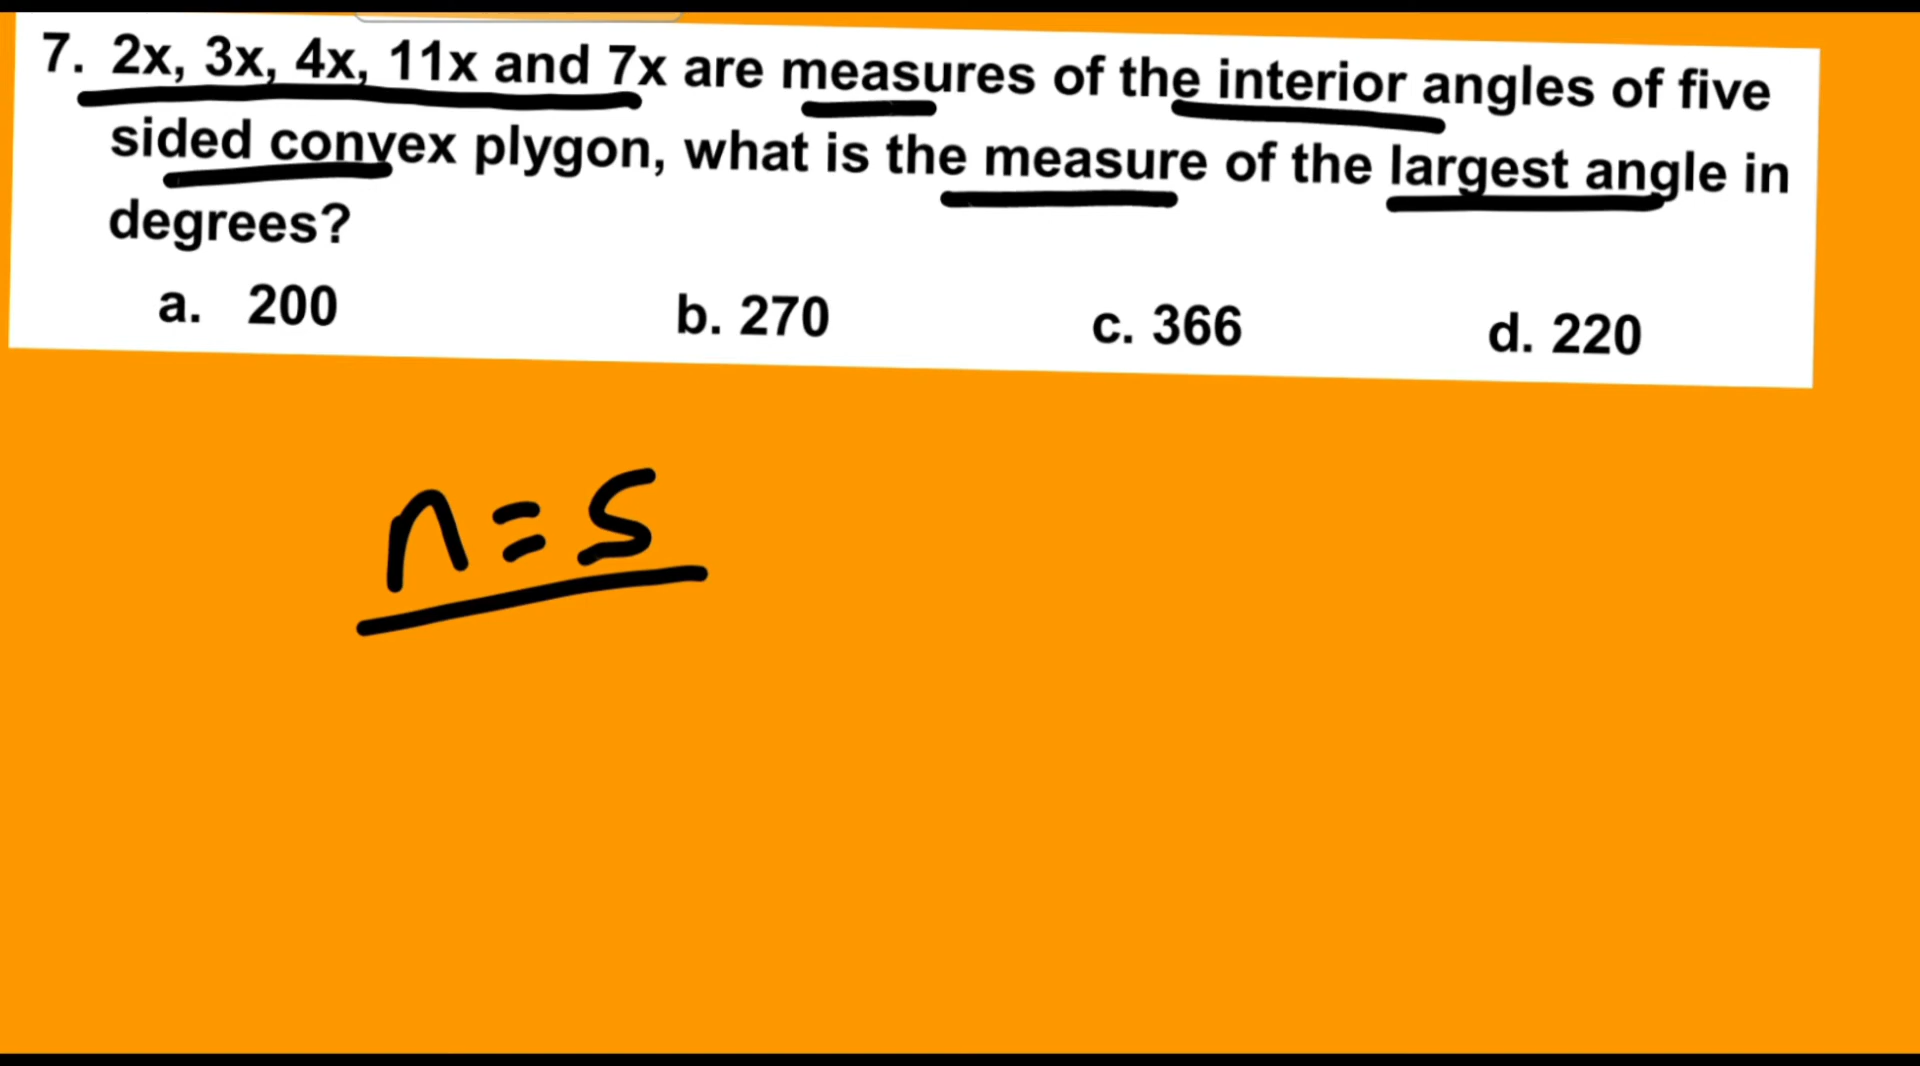 7. 2x, 3x, 4x, 11x and 7x are measures of the interior angles of five
sided convex plygon, what is the measure of the largest angle in
degrees?
a. 200 b. 270 c. 366 d. 220
n=5